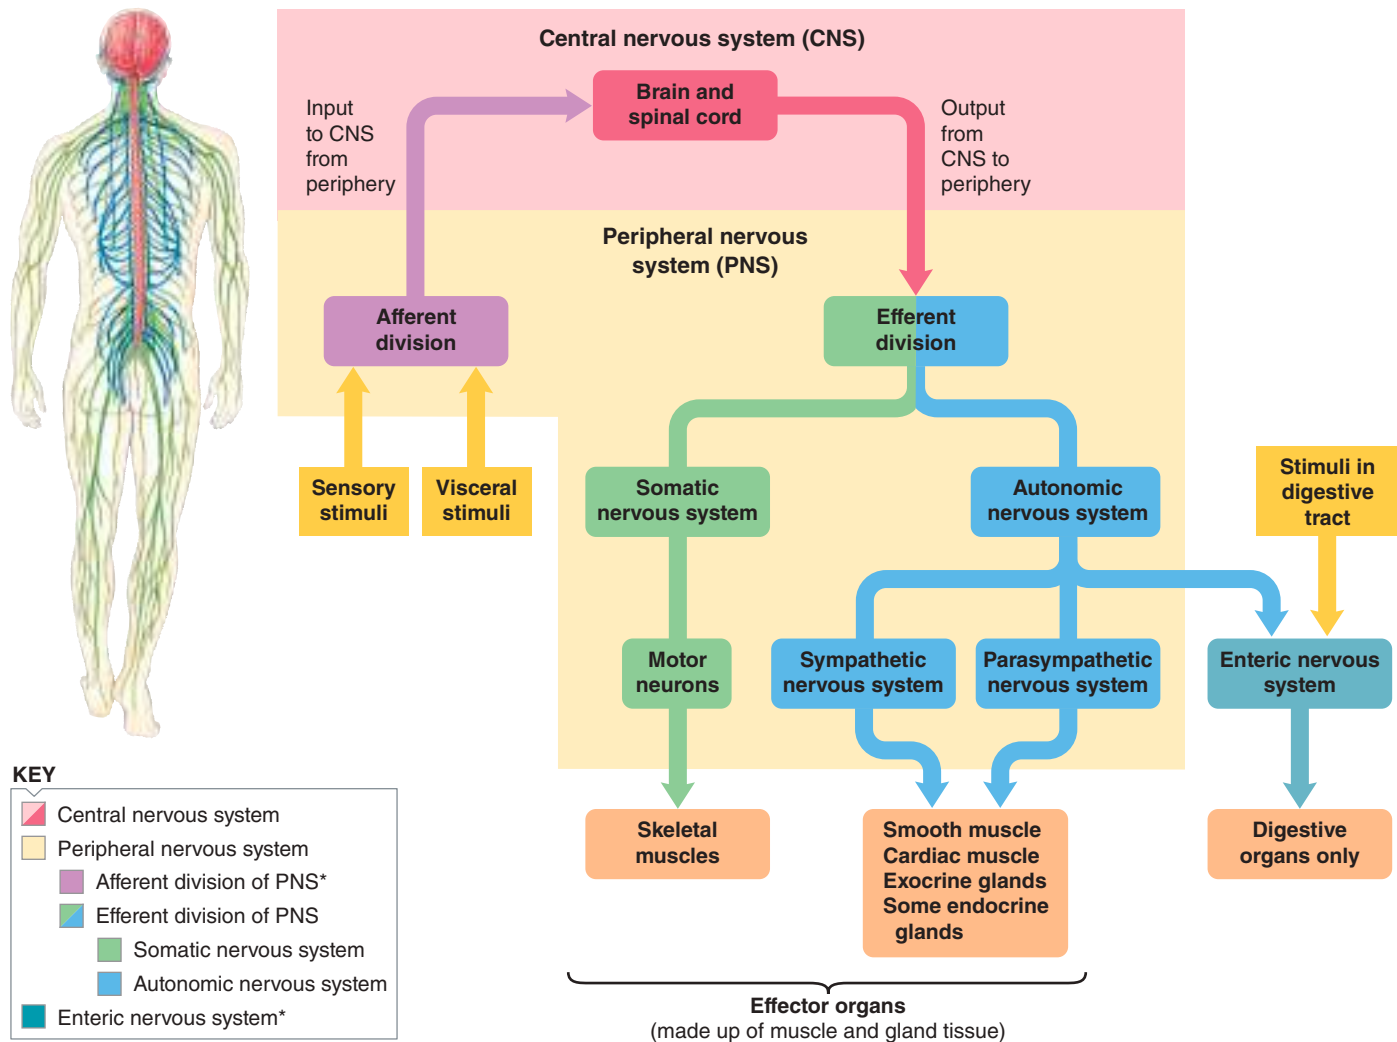 Central nervous system (CNS)
Input
to CNS
from
periphery
Brain and
spinal cord
Output
from
CNS to
periphery
Peripheral nervous
system (PNS)
Afferent
division
Efferent
division
Sensory
stimuli
Visceral
stimuli
Somatic
nervous system
Autonomic
nervous system
Stimuli in
digestive
tract
Motor
neurons
Sympathetic
nervous system
Parasympathetic
nervous system
Enteric nervous
system
Skeletal
muscles
Smooth muscle
Cardiac muscle
Exocrine glands
Some endocrine
glands
Digestive
organs only
Effector organs
(made up of muscle and gland tissue)
KEY
Central nervous system
Peripheral nervous system
Afferent division of PNS*
Efferent division of PNS
Somatic nervous system
Autonomic nervous system
Enteric nervous system*